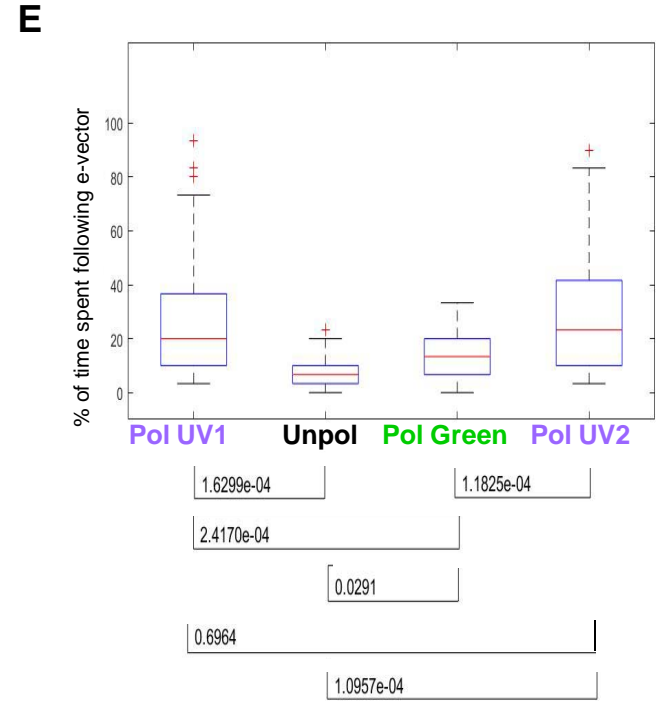 E
% of time spent following e-vector
100
80
60
40
20
0
Pol UV1 Unpol Pol Green Pol UV2
1.6299e-04 1.1825e-04
2.4170e-04
0.0291
0.6964
1.0957e-04